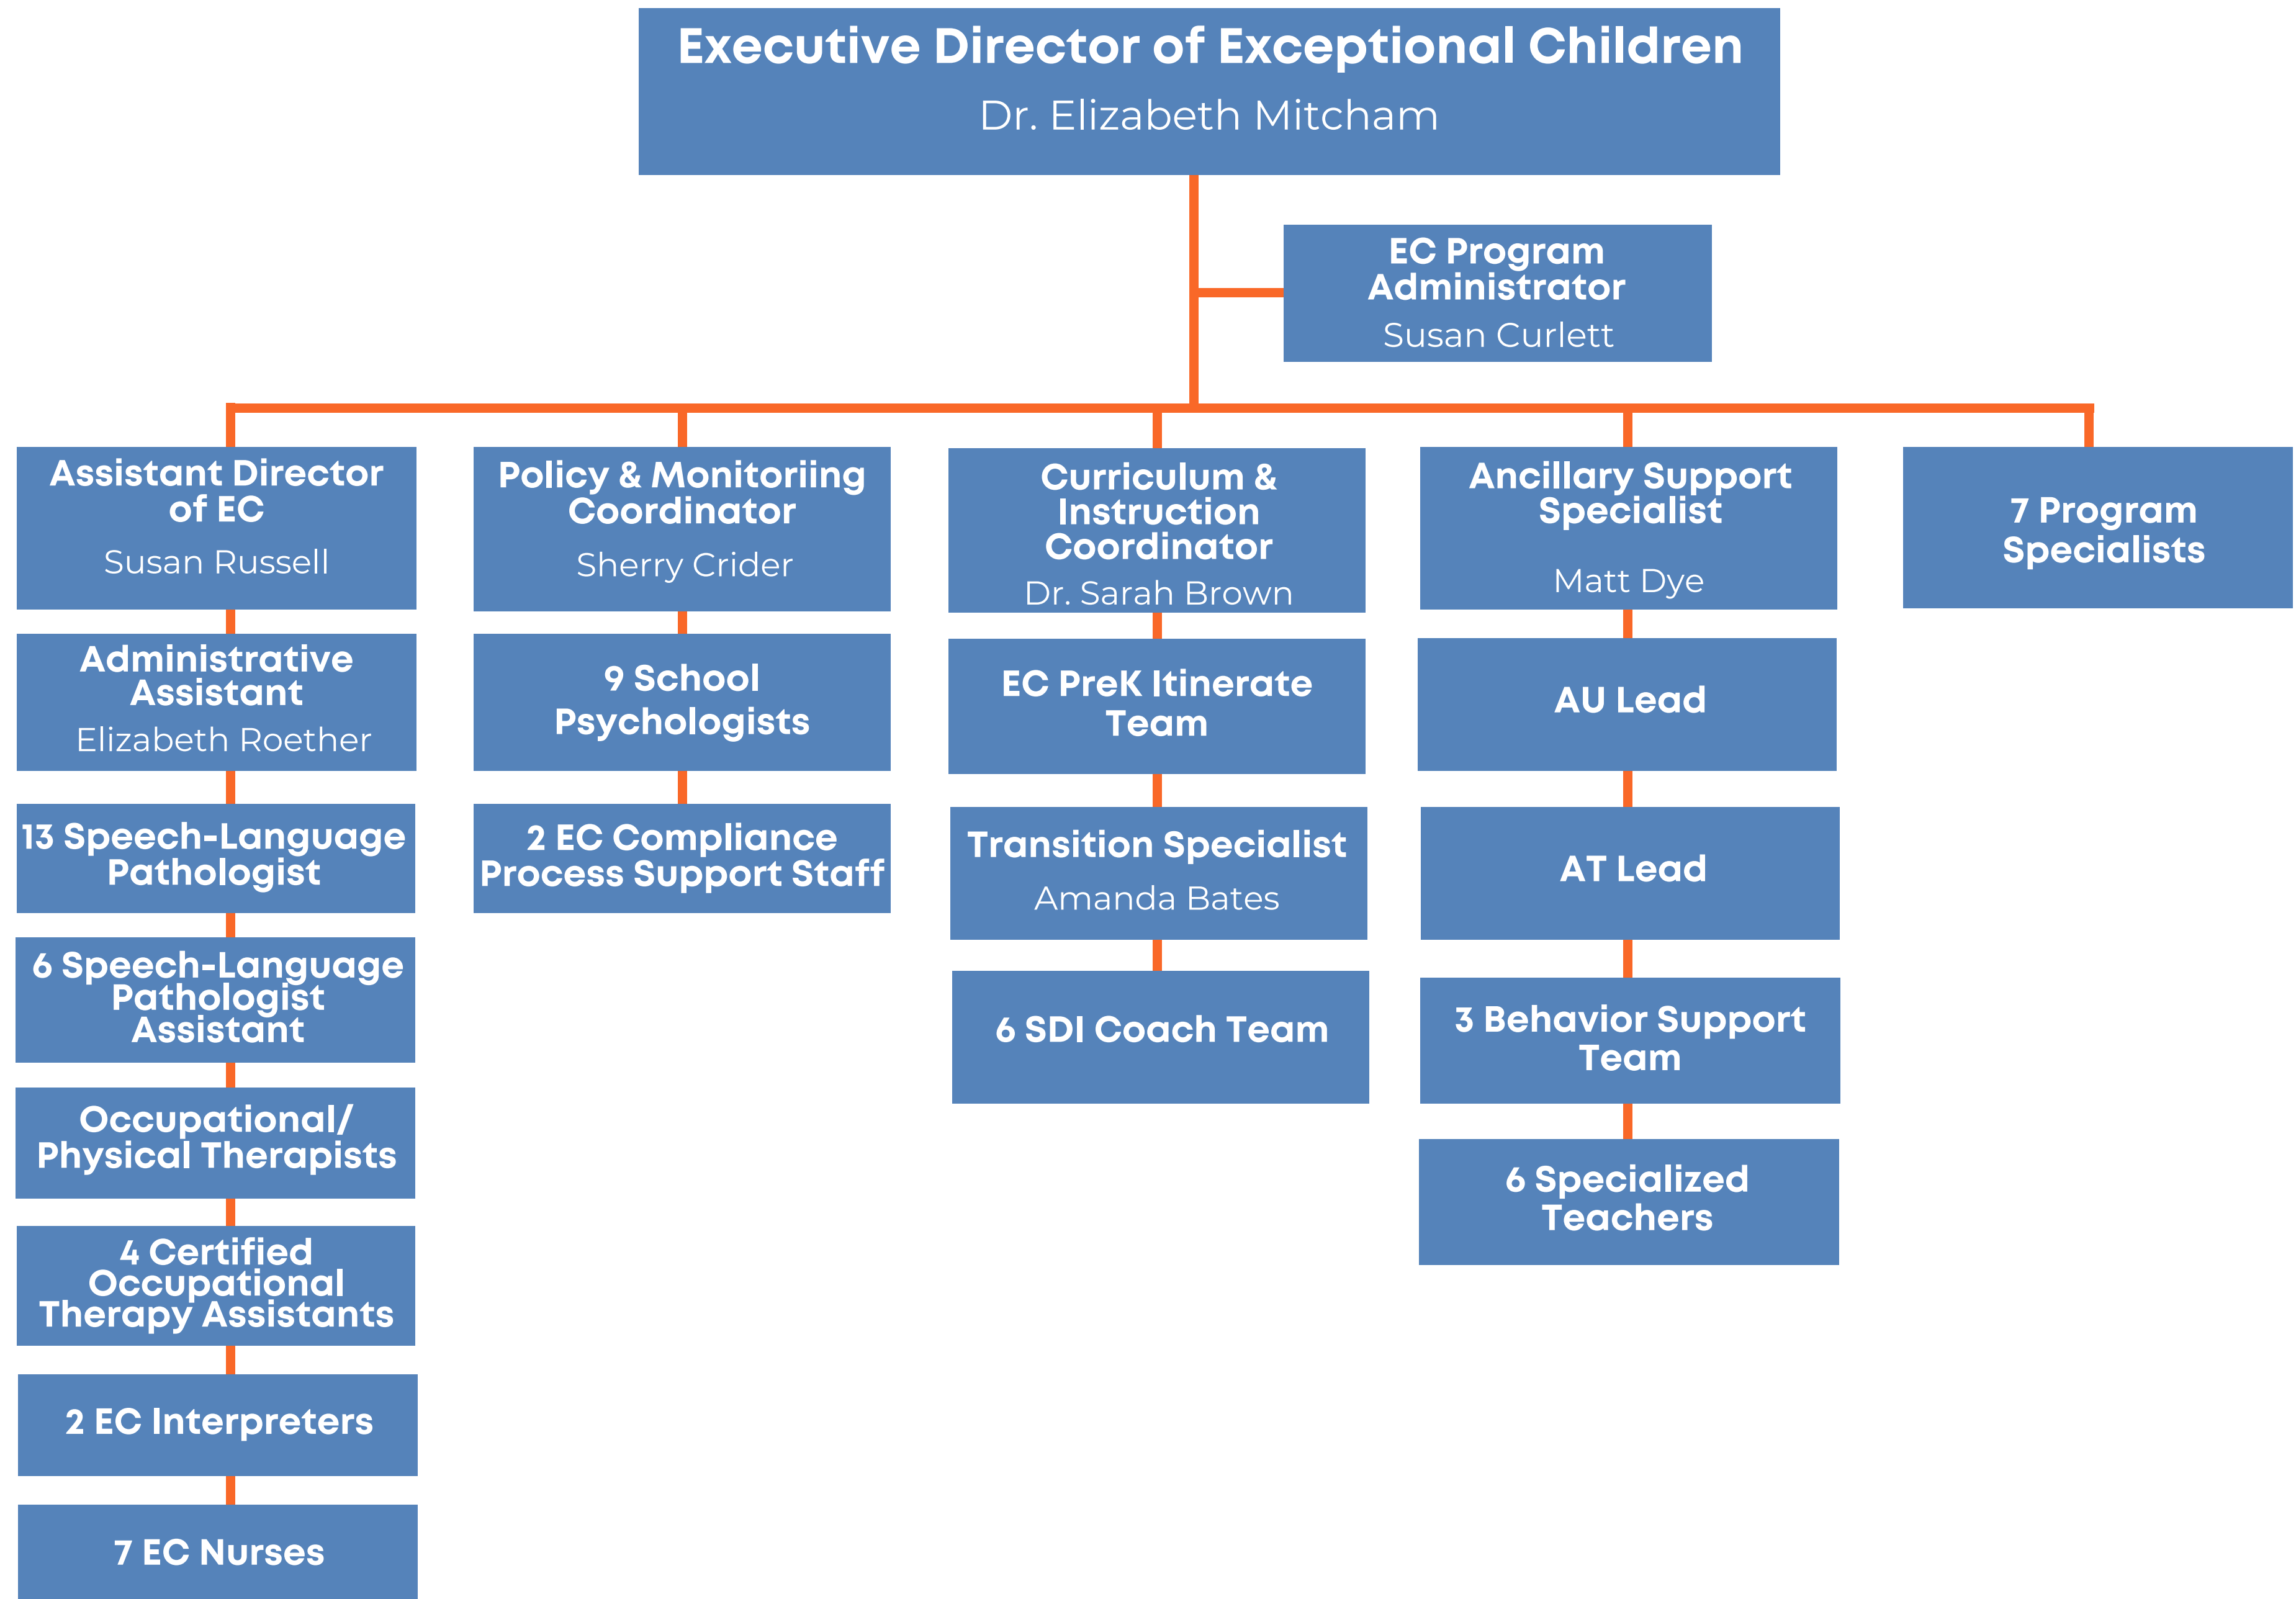 Executive Director of Exceptional Children
Dr. Elizabeth Mitcham
EC Program
Administrator
Susan Curlett
Assistant Director
of EC
Susan Russell
Administrative
Assistant
Elizabeth Roether
13 Speech-Language
Pathologist
6 Speech-Language
Pathologist
Assistant
Occupational/
Physical Therapists
4 Certified
Occupational
Therapy Assistants
2 EC Interpreters
7 EC Nurses
Policy & Monitoriing
Coordinator
Sherry Crider
9 School
Psychologists
2 EC Compliance
Process Support Staff
Curriculum &
Instruction
Coordinator
Dr. Sarah Brown
EC PreK Itinerate
Team
Transition Specialist
Amanda Bates
6 SDI Coach Team
Ancillary Support
Specialist
Matt Dye
AU Lead
AT Lead
3 Behavior Support
Team
6 Specialized
Teachers
7 Program
Specialists